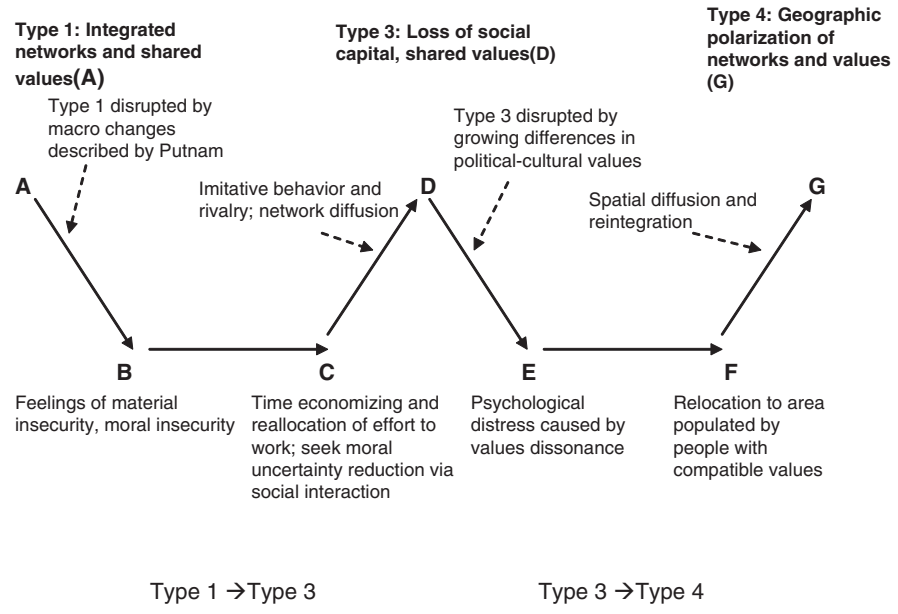 Type 1: Integrated
networks and shared
values(A)
Type 3: Loss of social
capital, shared values(D)
Type 4: Geographic
polarization of
networks and values
(G)
Type 1 disrupted by
macro changes
described by Putnam
Type 3 disrupted by
growing differences in
political-cultural values
A
Imitative behavior and
rivalry; network diffusion
D
Spatial diffusion and
reintegration
G
B
C
E
F
Feelings of material
insecurity, moral insecurity
Time economizing and
reallocation of effort to
work; seek moral
uncertainty reduction via
social interaction
Psychological
distress caused by
values dissonance
Relocation to area
populated by
people with
compatible values
Type 1 →Type 3
Type 3 →Type 4